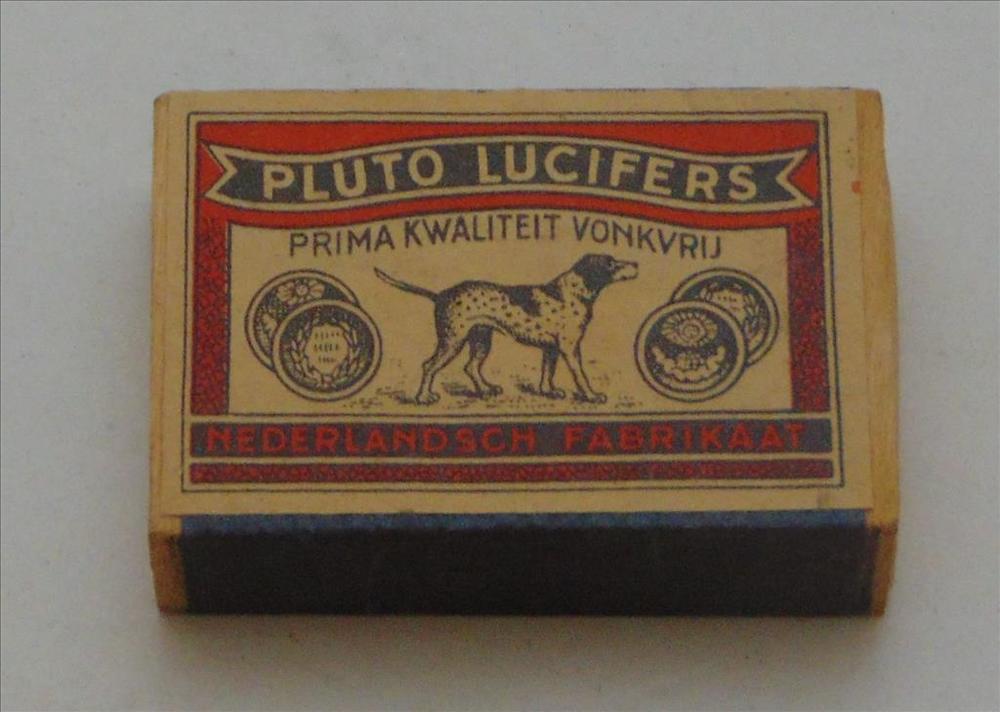 PLUTO LUCIFERS
PRIMA KWALITEIT VONKVRIJ
NEDERLANDSCH FABRIKAAT